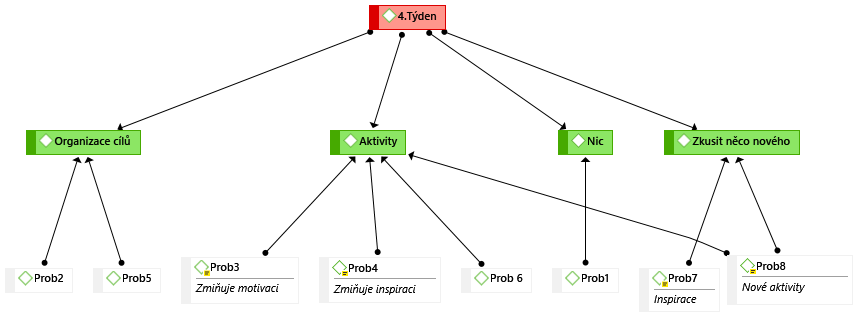 4.Týden
Organizace cílů
Aktivity
Nic
Zkusit něco nového
Prob2
Prob5
Prob3
Zmiňuje motivaci
Prob4
Zmiňuje inspiraci
Prob 6
Prob1
Prob7
Inspirace
Prob8
Nové aktivity